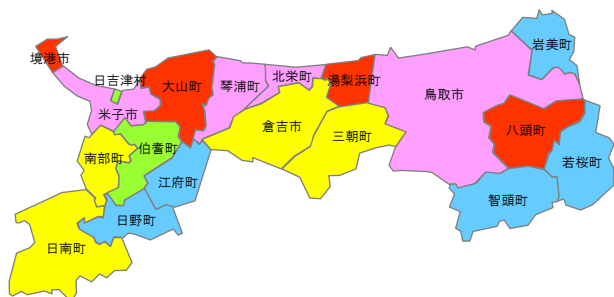 岩美町
境港市
日吉津村
大山町
琴浦町
北栄町
湯梨浜町
鳥取市
米子市
倉吉市
三朝町
八頭町
南部町
伯耆町
江府町
若桜町
智頭町
日野町
日南町